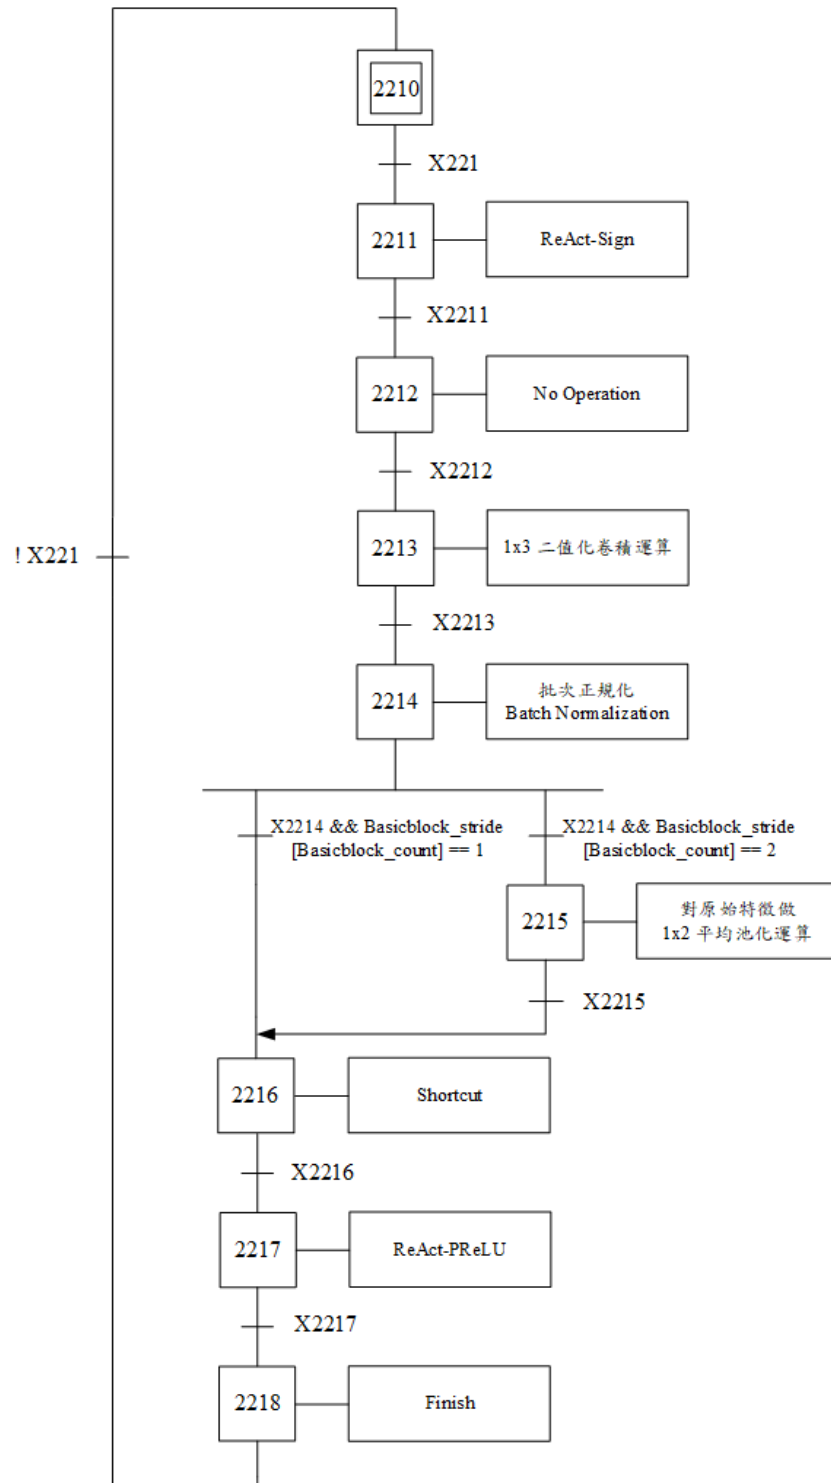 2210
X221
2211
ReAct-Sign
X2211
2212
No Operation
X2212
2213
1x3 二值化卷積運算
! X221
X2213
2214
批次正規化
Batch Normalization
X2214 && Basicblock_stride
[Basicblock_count] == 1
X2214 && Basicblock_stride
[Basicblock_count] == 2
2215
對原始特徵做
1x2 平均池化運算
X2215
2216
Shortcut
X2216
2217
ReAct-PReLU
X2217
2218
Finish